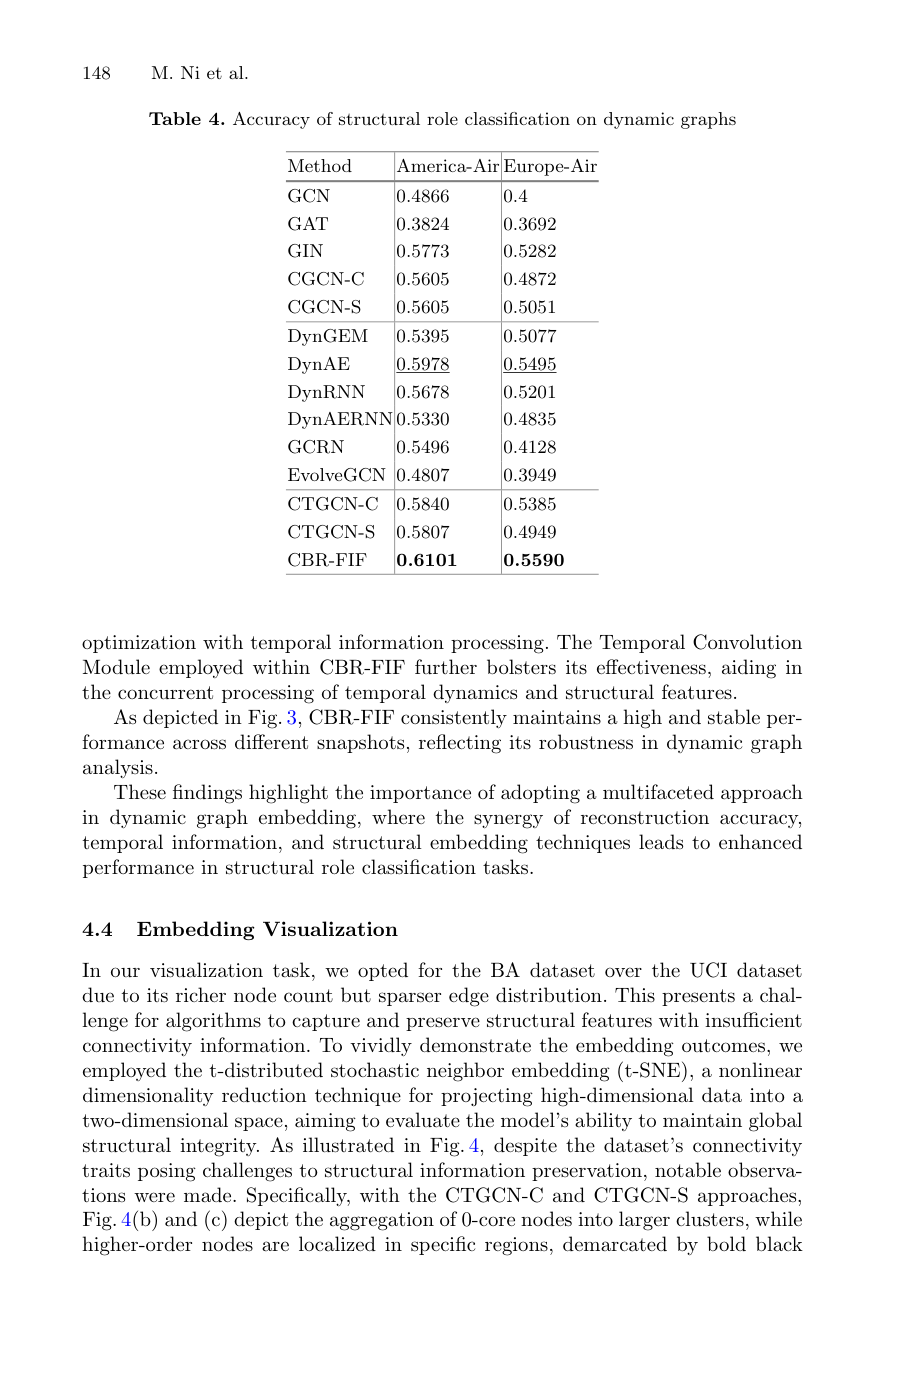 148 M. Ni et al.
Table 4. Accuracy of structural role classification on dynamic graphs
Method America-Air Europe-Air
GCN 0.4866 0.4
GAT 0.3824 0.3692
GIN 0.5773 0.5282
CGCN-C 0.5605 0.4872
CGCN-S 0.5605 0.5051
DynGEM 0.5395 0.5077
DynAE 0.5978 0.5495
DynRNN 0.5678 0.5201
DynAERNN 0.5330 0.4835
GCRN 0.5496 0.4128
EvolveGCN 0.4807 0.3949
CTGCN-C 0.5840 0.5385
CTGCN-S 0.5807 0.4949
CBR-FIF 0.6101 0.5590
optimization with temporal information processing. The Temporal Convolution
Module employed within CBR-FIF further bolsters its effectiveness, aiding in
the concurrent processing of temporal dynamics and structural features.
As depicted in Fig. 3, CBR-FIF consistently maintains a high and stable per-
formance across different snapshots, reflecting its robustness in dynamic graph
analysis.
These findings highlight the importance of adopting a multifaceted approach
in dynamic graph embedding, where the synergy of reconstruction accuracy,
temporal information, and structural embedding techniques leads to enhanced
performance in structural role classification tasks.
4.4 Embedding Visualization
In our visualization task, we opted for the BA dataset over the UCI dataset
due to its richer node count but sparser edge distribution. This presents a chal-
lenge for algorithms to capture and preserve structural features with insufficient
connectivity information. To vividly demonstrate the embedding outcomes, we
employed the t-distributed stochastic neighbor embedding (t-SNE), a nonlinear
dimensionality reduction technique for projecting high-dimensional data into a
two-dimensional space, aiming to evaluate the model's ability to maintain global
structural integrity. As illustrated in Fig. 4, despite the dataset's connectivity
traits posing challenges to structural information preservation, notable observa-
tions were made. Specifically, with the CTGCN-C and CTGCN-S approaches,
Fig. 4(b) and (c) depict the aggregation of 0-core nodes into larger clusters, while
higher-order nodes are localized in specific regions, demarcated by bold black